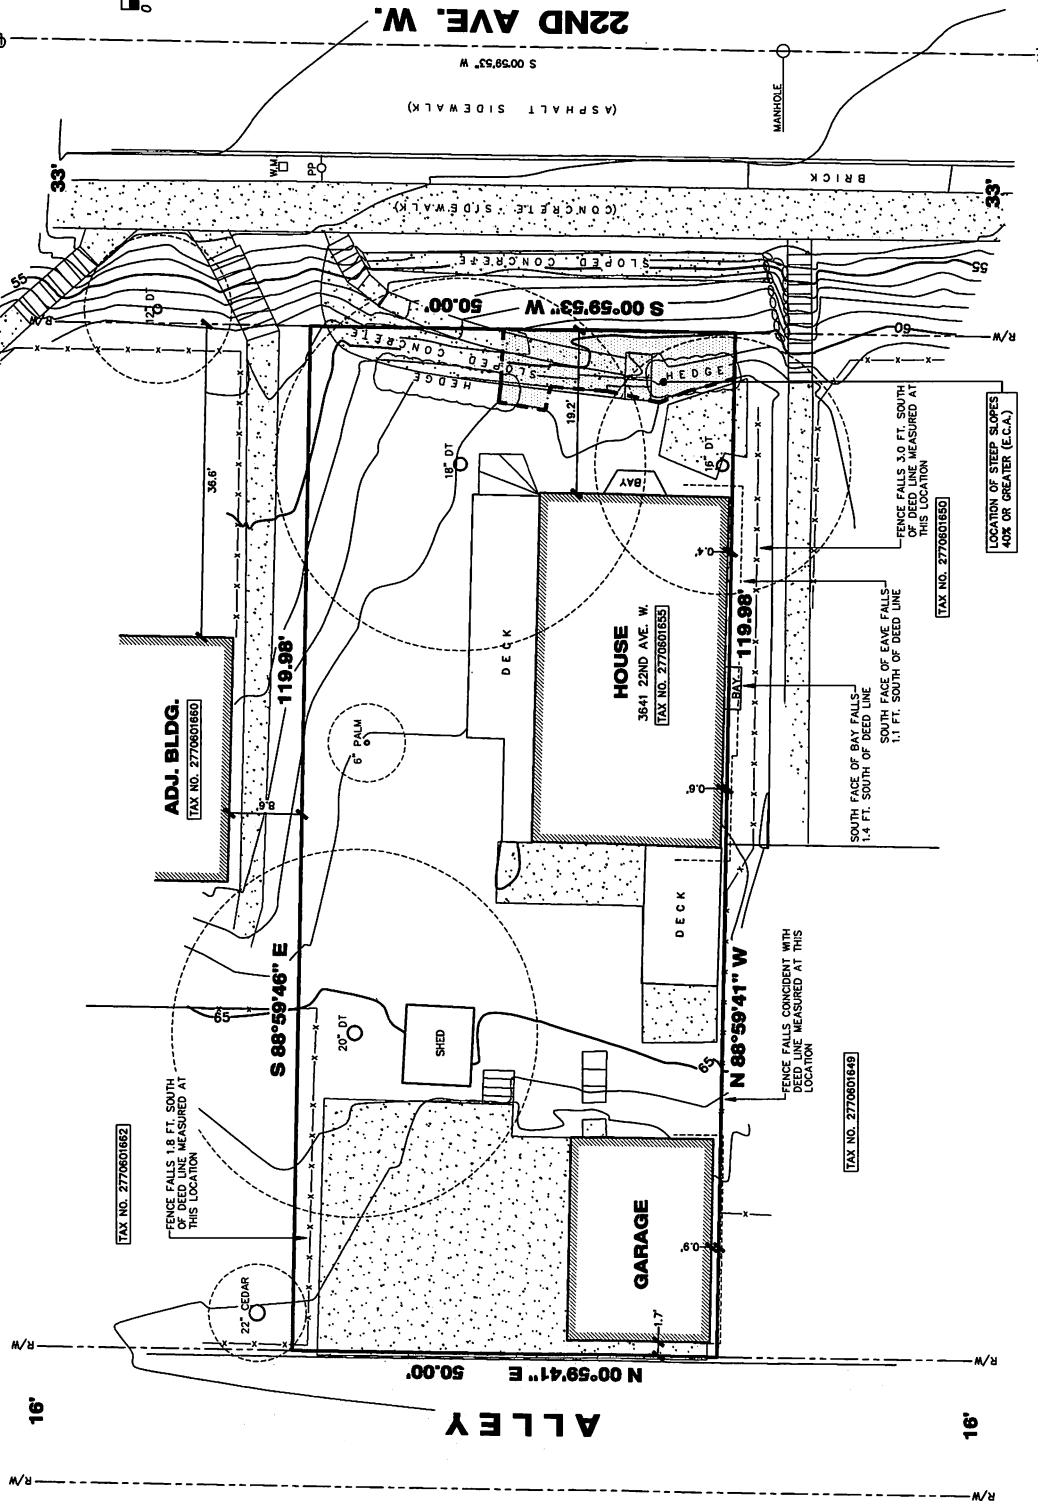 22ND AVE. W.
S 00°59'53" W
(ASPHALT SIDEWALK)
MANHOLE
33'
W.M.
PP
BRICK
33'
(CONCRETE SIDEWALK)
SLOPED CONCRETE
55
55
12" DT
R/W
S 00°59'53" W
50.00'
60
R/W
SLOPED CONCRETE
HEDGE
HEDGE
19.2'
36.6'
18" DT
16" DT
BAY
FENCE FALLS 3.0 FT. SOUTH
OF DEED LINE MEASURED AT
THIS LOCATION
LOCATION OF STEEP SLOPES
40% OR GREATER (E.C.A.)
TAX NO. 2770601650
0.4'
SOUTH FACE OF EAVE FALLS
1.1 FT. SOUTH OF DEED LINE
SOUTH FACE OF BAY FALLS
1.4 FT. SOUTH OF DEED LINE
ADJ. BLDG.
TAX NO. 2770601660
119.98'
DECK
HOUSE
3641 22ND AVE. W.
TAX NO. 2770601655
119.98'
BAY
6" PALM
8.6'
0.6'
DECK
S 88°59'46" E
N 88°59'41" W
65
20" DT
SHED
65
FENCE FALLS COINCIDENT WITH
DEED LINE MEASURED AT THIS
LOCATION
TAX NO. 2770601649
FENCE FALLS 1.8 FT. SOUTH
OF DEED LINE MEASURED AT
THIS LOCATION
TAX NO. 2770601662
22" CEDAR
GARAGE
0.9'
1.7'
R/W
R/W
N 00°59'41" E
50.00'
16'
ALLEY
16'
R/W
R/W